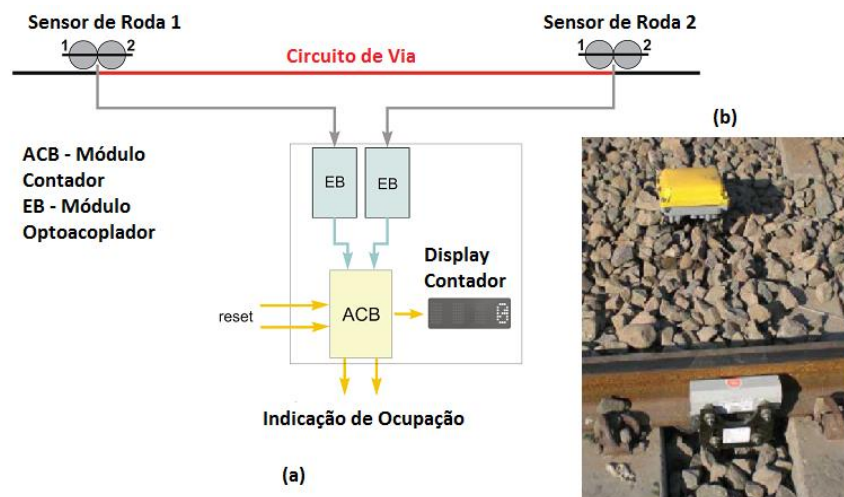 Sensor de Roda 1
Sensor de Roda 2
1 2
1 2
Circuito de Via
(b)
ACB - Módulo
Contador
EB - Módulo
Optoacoplador
EB
EB
Display
Contador
reset
ACB
Indicação de Ocupação
(a)